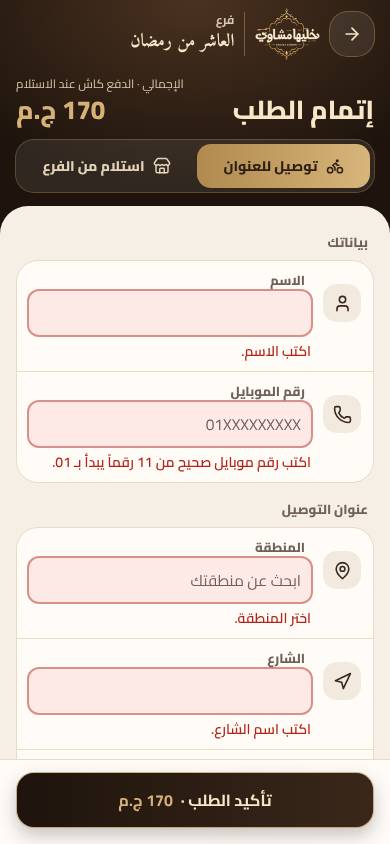 خليها مشاوي
فرع
العاشر من رمضان
إتمام الطلب
الإجمالي · الدفع كاش عند الاستلام
170 ج.م
توصيل للعنوان
استلام من الفرع
بياناتك
الاسم
اكتب الاسم.
رقم الموبايل
01XXXXXXXXX
اكتب رقم موبايل صحيح من 11 رقماً يبدأ بـ 01.
عنوان التوصيل
المنطقة
ابحث عن منطقتك
اختر المنطقة.
الشارع
اكتب اسم الشارع.
تأكيد الطلب · 170 ج.م